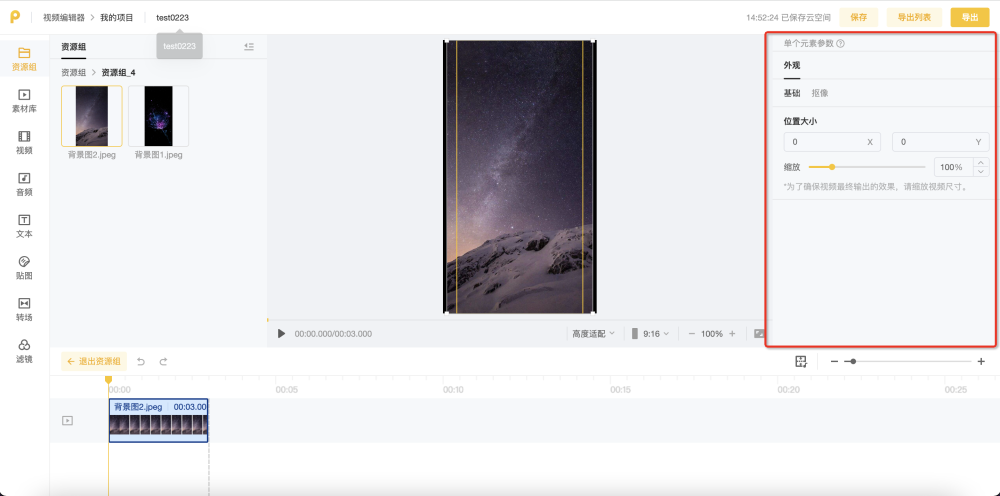 视频编辑器 > 我的项目 test0223
14:52:24 已保存云空间 保存 导出列表 导出
test0223
资源组
素材库
视频
音频
文本
贴图
转场
滤镜
资源组
资源组 > 资源组_4
背景图2.jpeg 背景图1.jpeg
00:00.000/00:03.000 高度适配 9:16 100%
单个元素参数
外观
基础 抠像
位置大小
0 X 0 Y
缩放 100%
*为了确保视频最终输出的效果，请缩放视频尺寸。
退出资源组
00:00 00:05 00:10 00:15 00:20 00:25
背景图2.jpeg 00:03.00